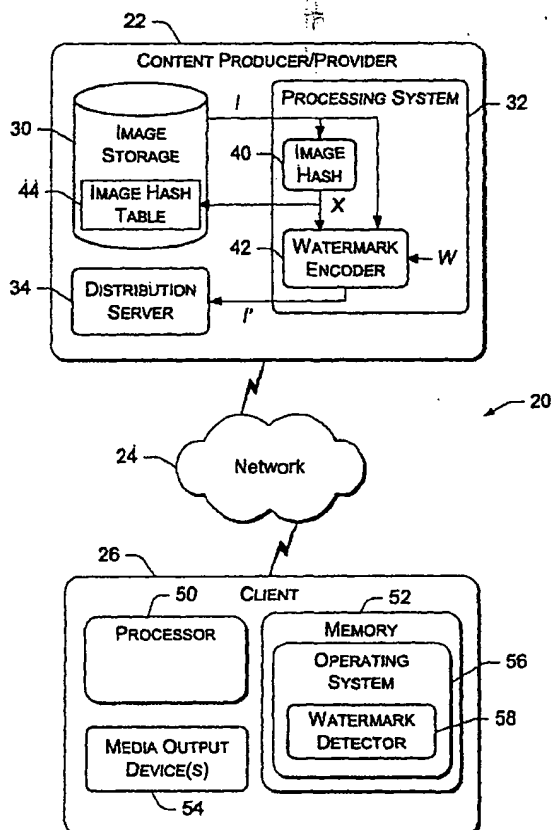 22
CONTENT PRODUCER/PROVIDER
PROCESSING SYSTEM
32
30
IMAGE
STORAGE
I
40
IMAGE
HASH
44
IMAGE HASH
TABLE
X
42
WATERMARK
ENCODER
W
34
DISTRIBUTION
SERVER
I'
20
24
Network
26
CLIENT
50
PROCESSOR
52
MEMORY
OPERATING
SYSTEM
56
WATERMARK
DETECTOR
58
MEDIA OUTPUT
DEVICE(S)
54